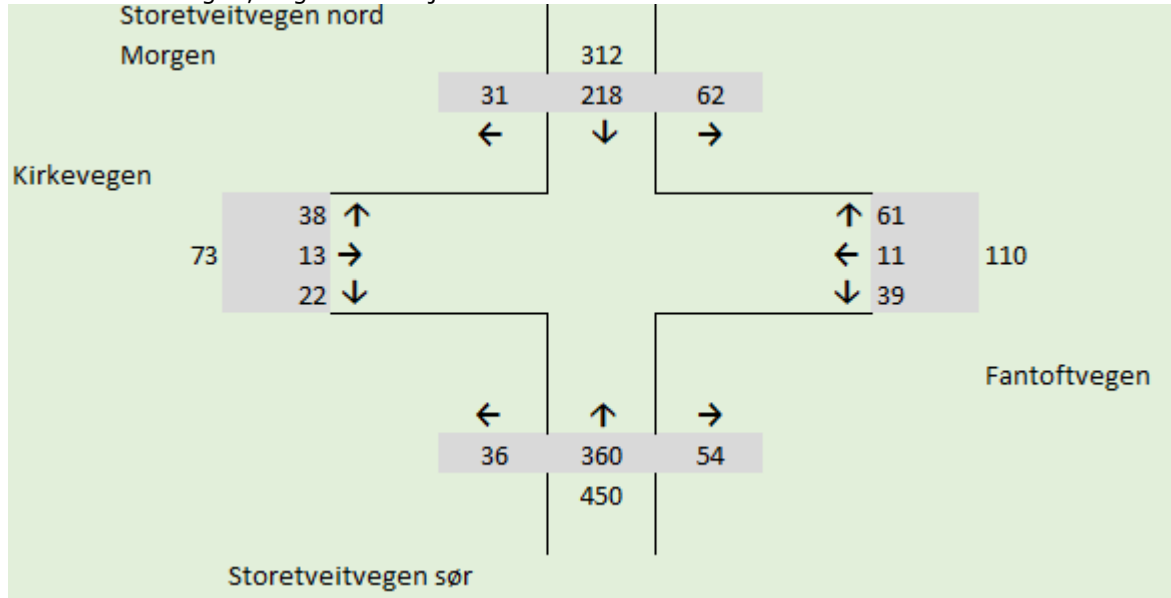 Storetveitvegen nord
Morgen
312
31 218 62
← ↓ →
Kirkevegen
38 ↑
73 13 →
22 ↓
↑ 61
← 11 110
↓ 39
Fantoftvegen
← ↑ →
36 360 54
450
Storetveitvegen sør